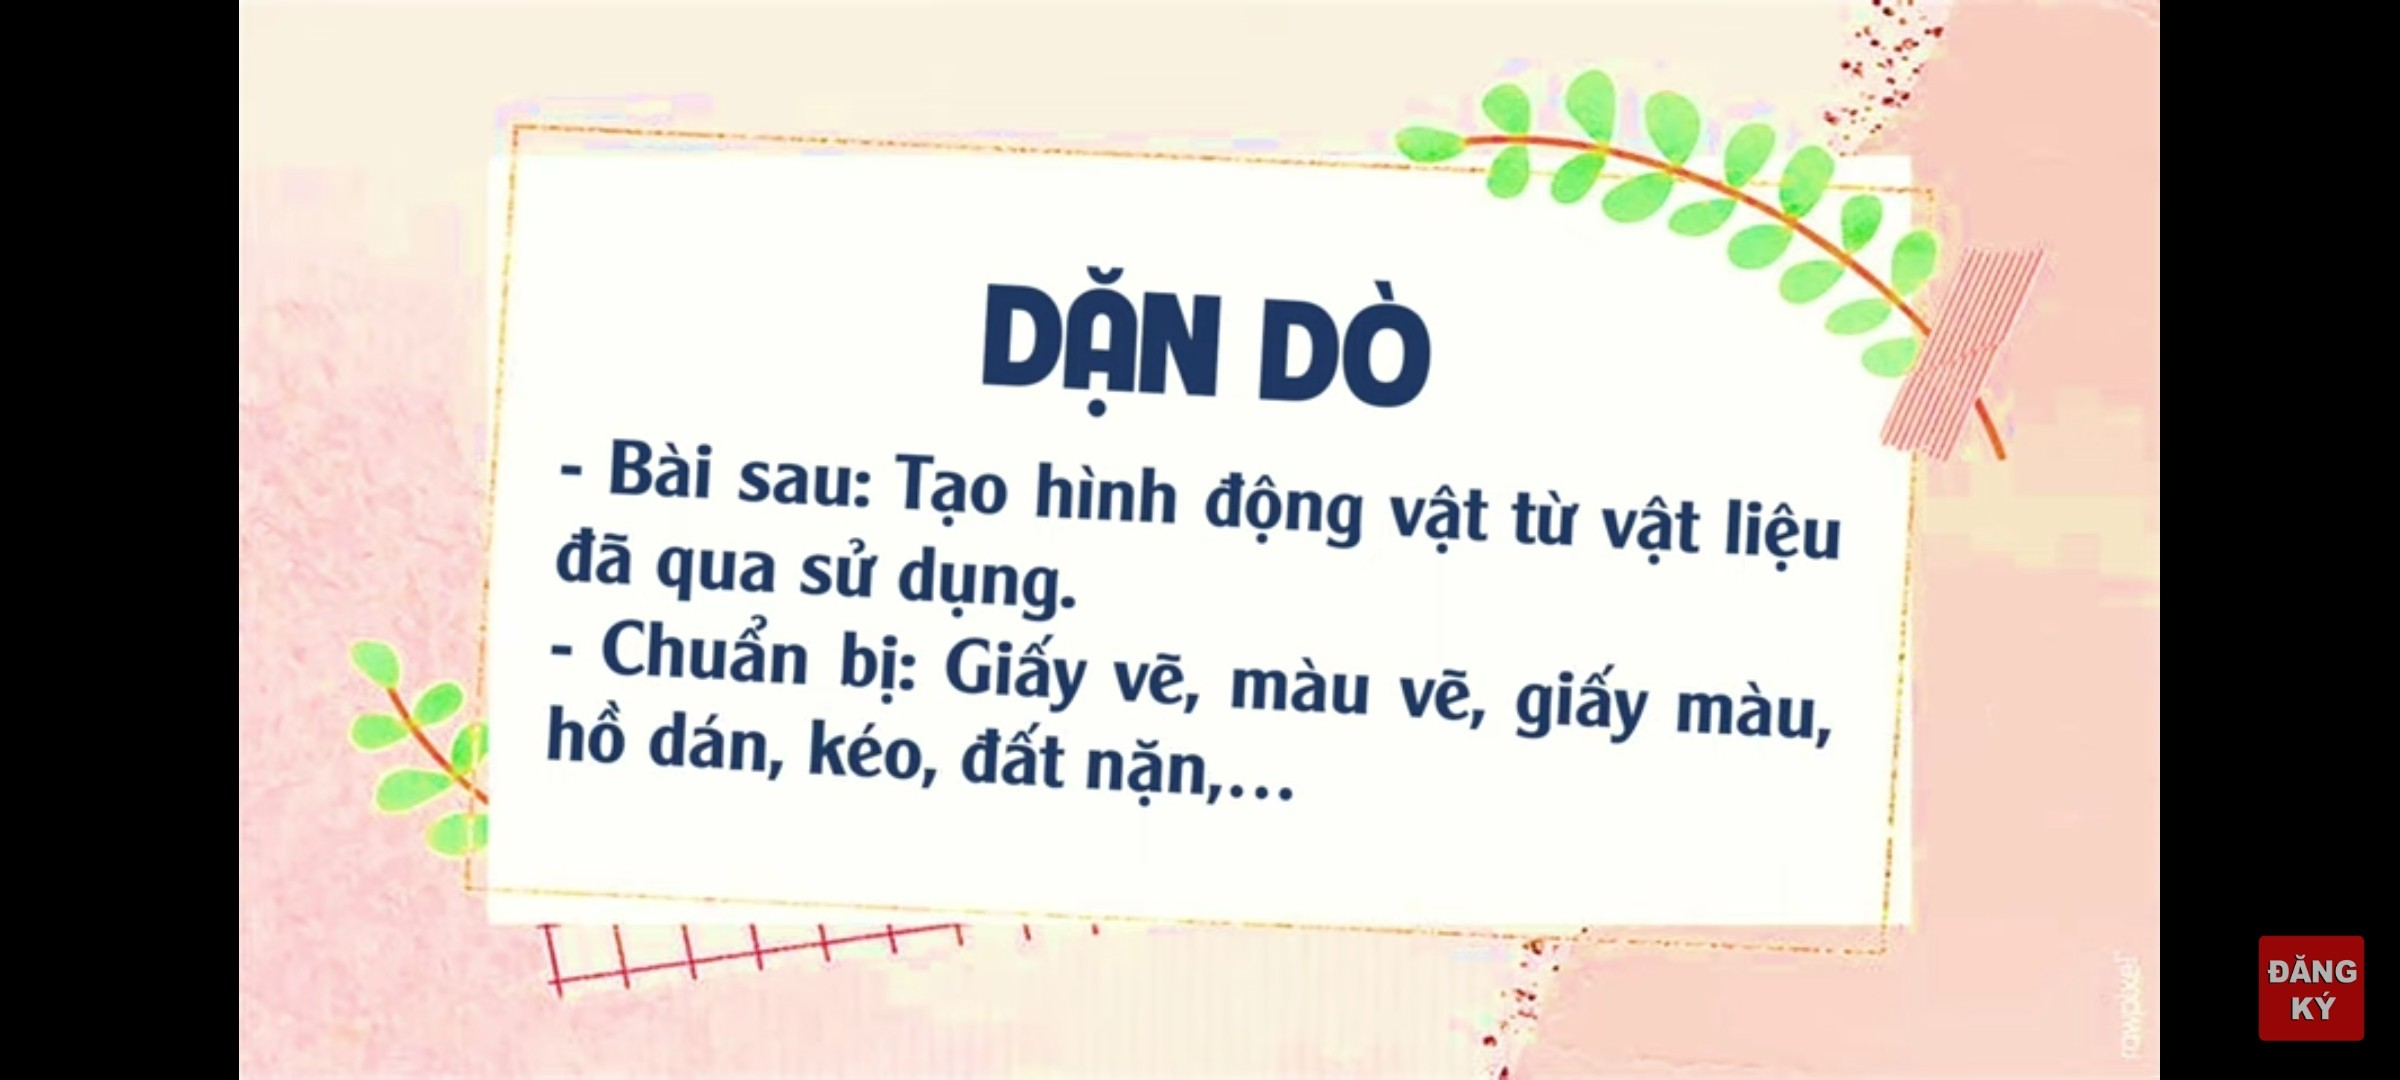 DẶN DÒ
- Bài sau: Tạo hình động vật từ vật liệu
đã qua sử dụng.
- Chuẩn bị: Giấy vẽ, màu vẽ, giấy màu,
hồ dán, kéo, đất nặn,...
rawpixel
ĐĂNG
KÝ